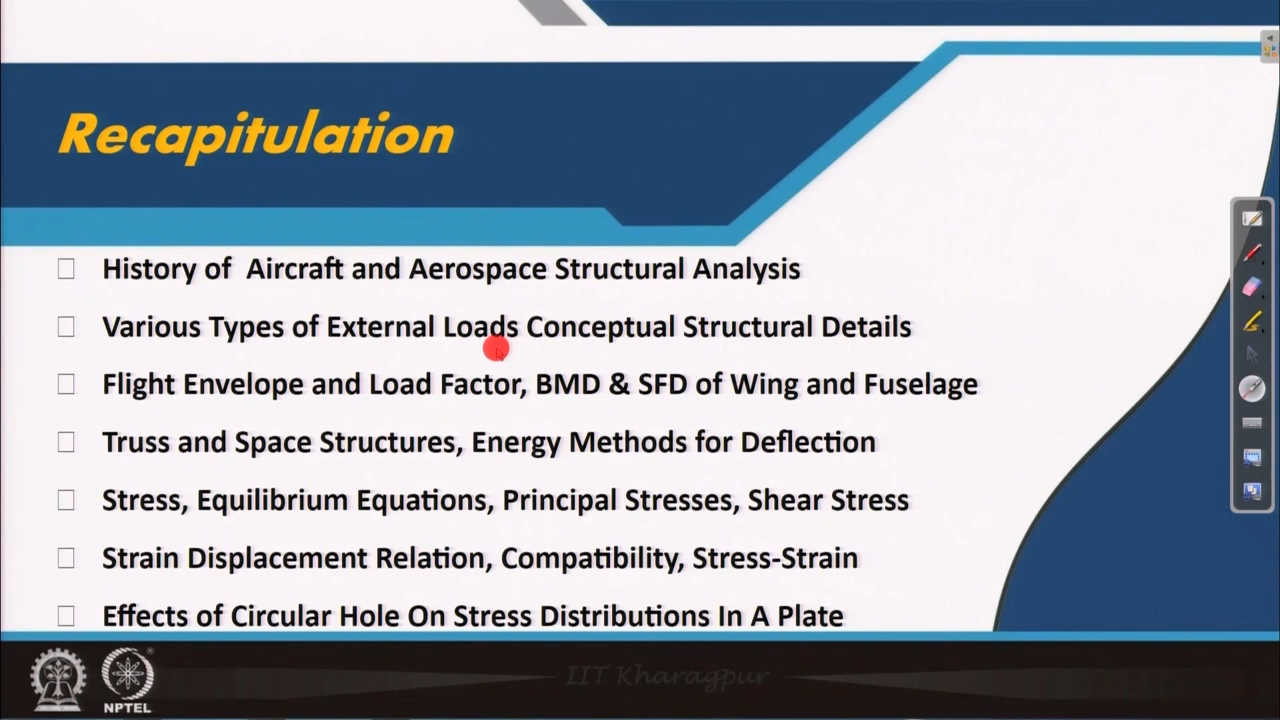 Recapitulation
History of Aircraft and Aerospace Structural Analysis
Various Types of External Loads Conceptual Structural Details
Flight Envelope and Load Factor, BMD & SFD of Wing and Fuselage
Truss and Space Structures, Energy Methods for Deflection
Stress, Equilibrium Equations, Principal Stresses, Shear Stress
Strain Displacement Relation, Compatibility, Stress-Strain
Effects of Circular Hole On Stress Distributions In A Plate
IIT Kharagpur
NPTEL